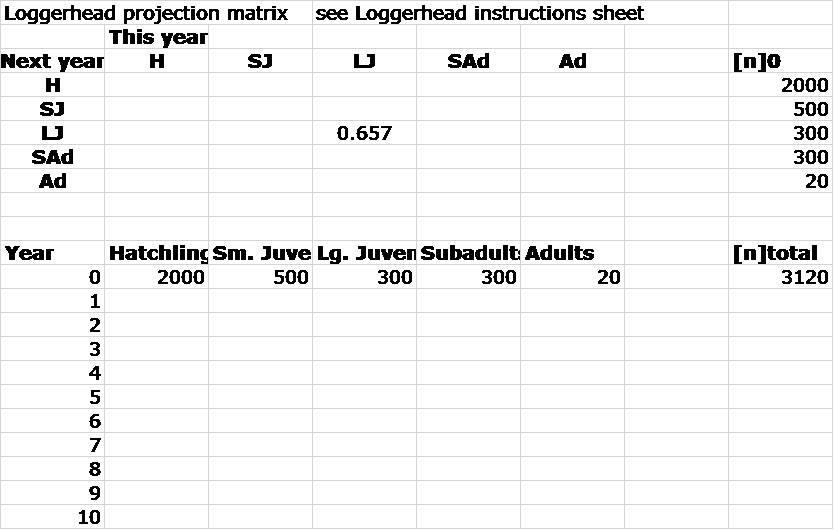 Loggerhead projection matrix see Loggerhead instructions sheet
This year
Next year H SJ LJ SAd Ad [n]0
H 2000
SJ 500
LJ 0.657 300
SAd 300
Ad 20
Year Hatchling Sm. Juve Lg. Juven Subadults Adults [n]total
0 2000 500 300 300 20 3120
1
2
3
4
5
6
7
8
9
10